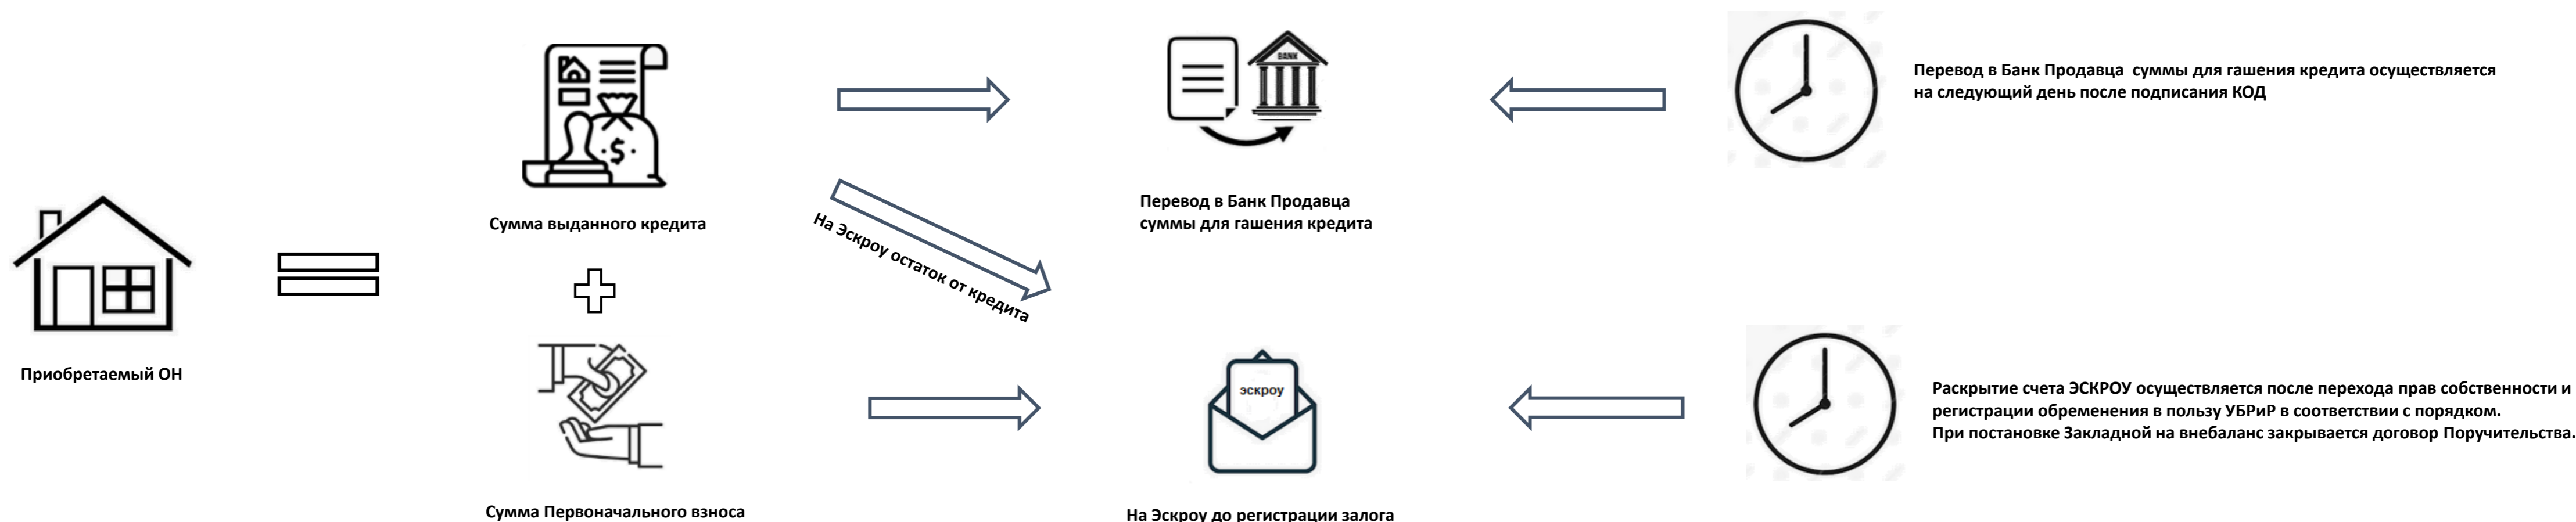 Приобретаемый ОН
Сумма выданного кредита
Сумма Первоначального взноса
На Эскроу остаток от кредита
BANK
Перевод в Банк Продавца
суммы для гашения кредита
эскроу
На Эскроу до регистрации залога
Перевод в Банк Продавца суммы для гашения кредита осуществляется
на следующий день после подписания КОД
Раскрытие счета ЭСКРОУ осуществляется после перехода прав собственности и
регистрации обременения в пользу УБРиР в соответствии с порядком.
При постановке Закладной на внебаланс закрывается договор Поручительства.